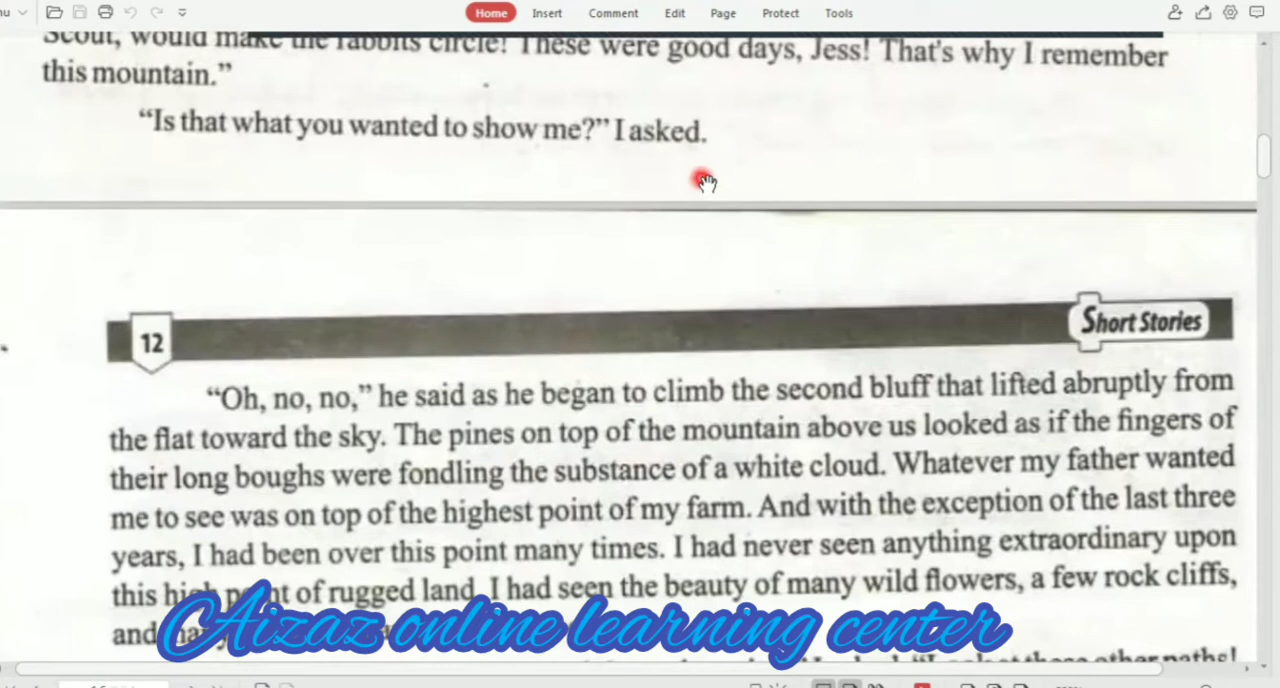 Home Insert Comment Edit Page Protect Tools
Scout, would make the rabbits circle! These were good days, Jess! That's why I remember
this mountain.”
“Is that what you wanted to show me?” I asked.
12
Short Stories
“Oh, no, no,” he said as he began to climb the second bluff that lifted abruptly from
the flat toward the sky. The pines on top of the mountain above us looked as if the fingers of
their long boughs were fondling the substance of a white cloud. Whatever my father wanted
me to see was on top of the highest point of my farm. And with the exception of the last three
years, I had been over this point many times. I had never seen anything extraordinary upon
this high point of rugged land. I had seen the beauty of many wild flowers, a few rock cliffs,
and
Aizaz online learning center
other paths!